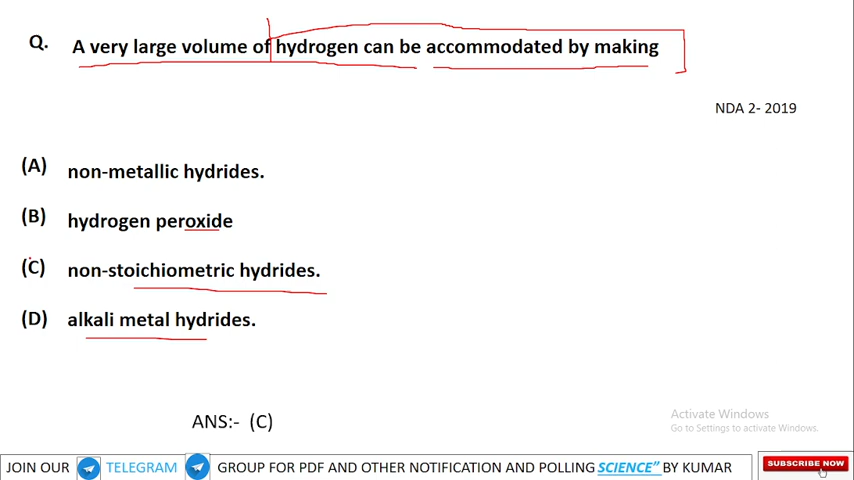 Q. A very large volume of hydrogen can be accommodated by making
NDA 2- 2019
(A) non-metallic hydrides.
(B) hydrogen peroxide
(C) non-stoichiometric hydrides.
(D) alkali metal hydrides.
ANS:- (C)
Activate Windows
Go to Settings to activate Windows.
JOIN OUR TELEGRAM GROUP FOR PDF AND OTHER NOTIFICATION AND POLLING SCIENCE” BY KUMAR
SUBSCRIBE NOW